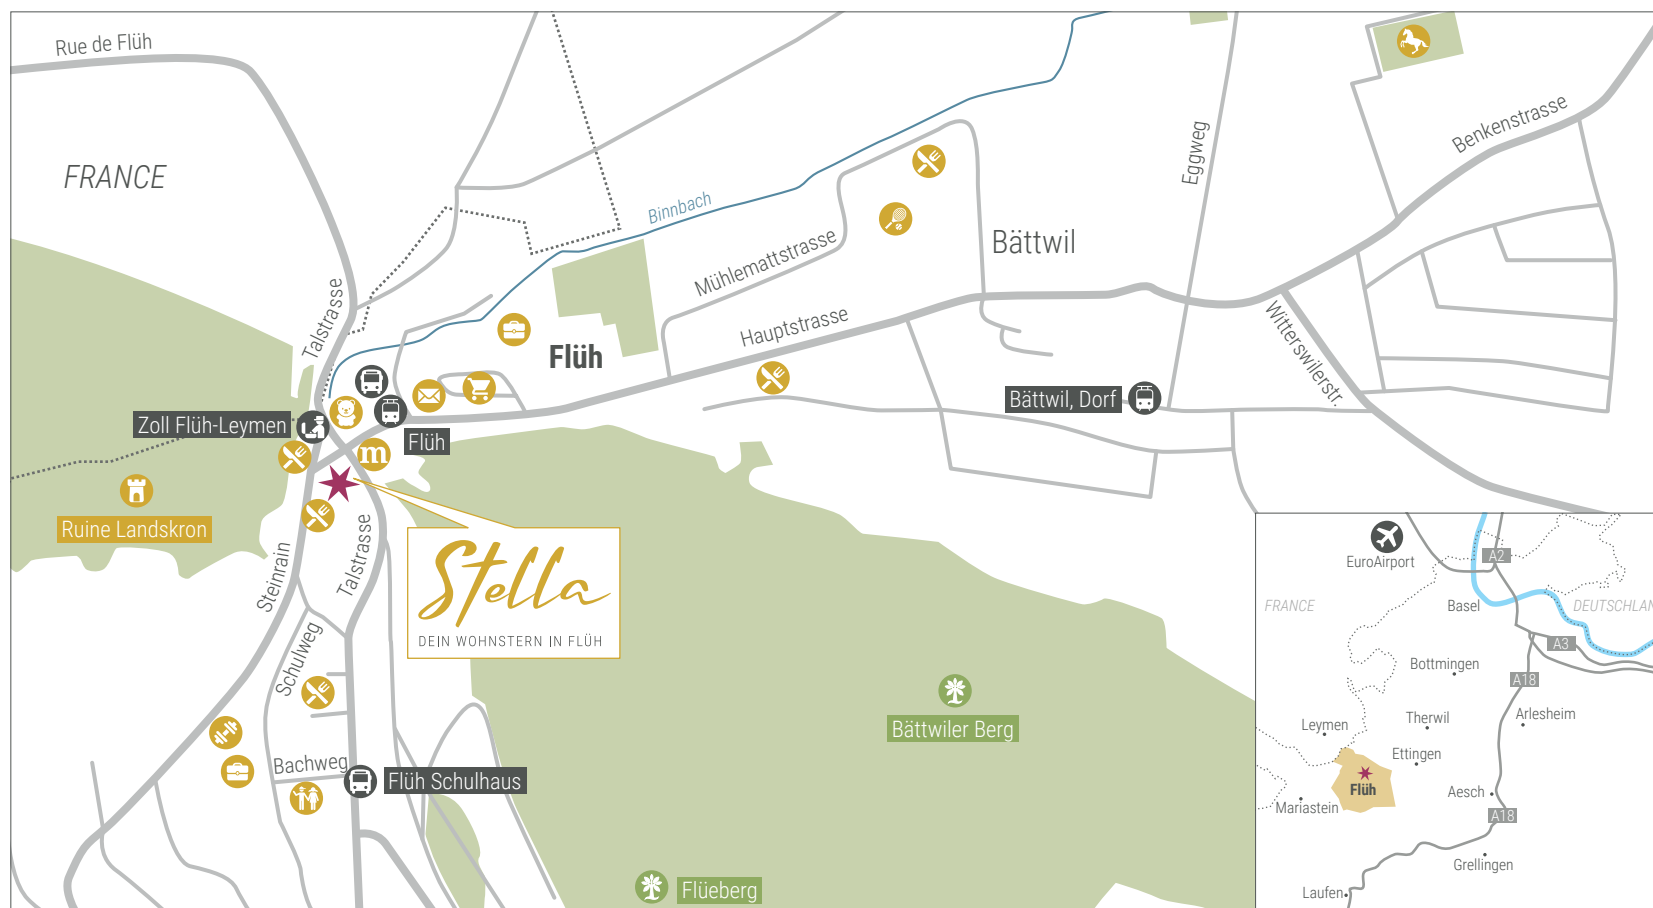 Rue de Flüh
FRANCE
Talstrasse
Binnbach
Mühlemattstrasse
Hauptstrasse
Bättwil
Eggweg
Benkenstrasse
Witterswilerstr.
Flüh
Zoll Flüh-Leymen
m
Flüh
Bättwil, Dorf
Ruine Landskron
Steinrain
Talstrasse
Stella
DEIN WOHNSTERN IN FLÜH
Schulweg
Bachweg
Flüh Schulhaus
Bättwiler Berg
Flüeberg
EuroAirport
A2
FRANCE
Basel
DEUTSCHLAN
A3
Bottmingen
A18
Leymen
Therwil
Arlesheim
Ettingen
Flüh
Mariastein
Aesch
A18
Grellingen
Laufen